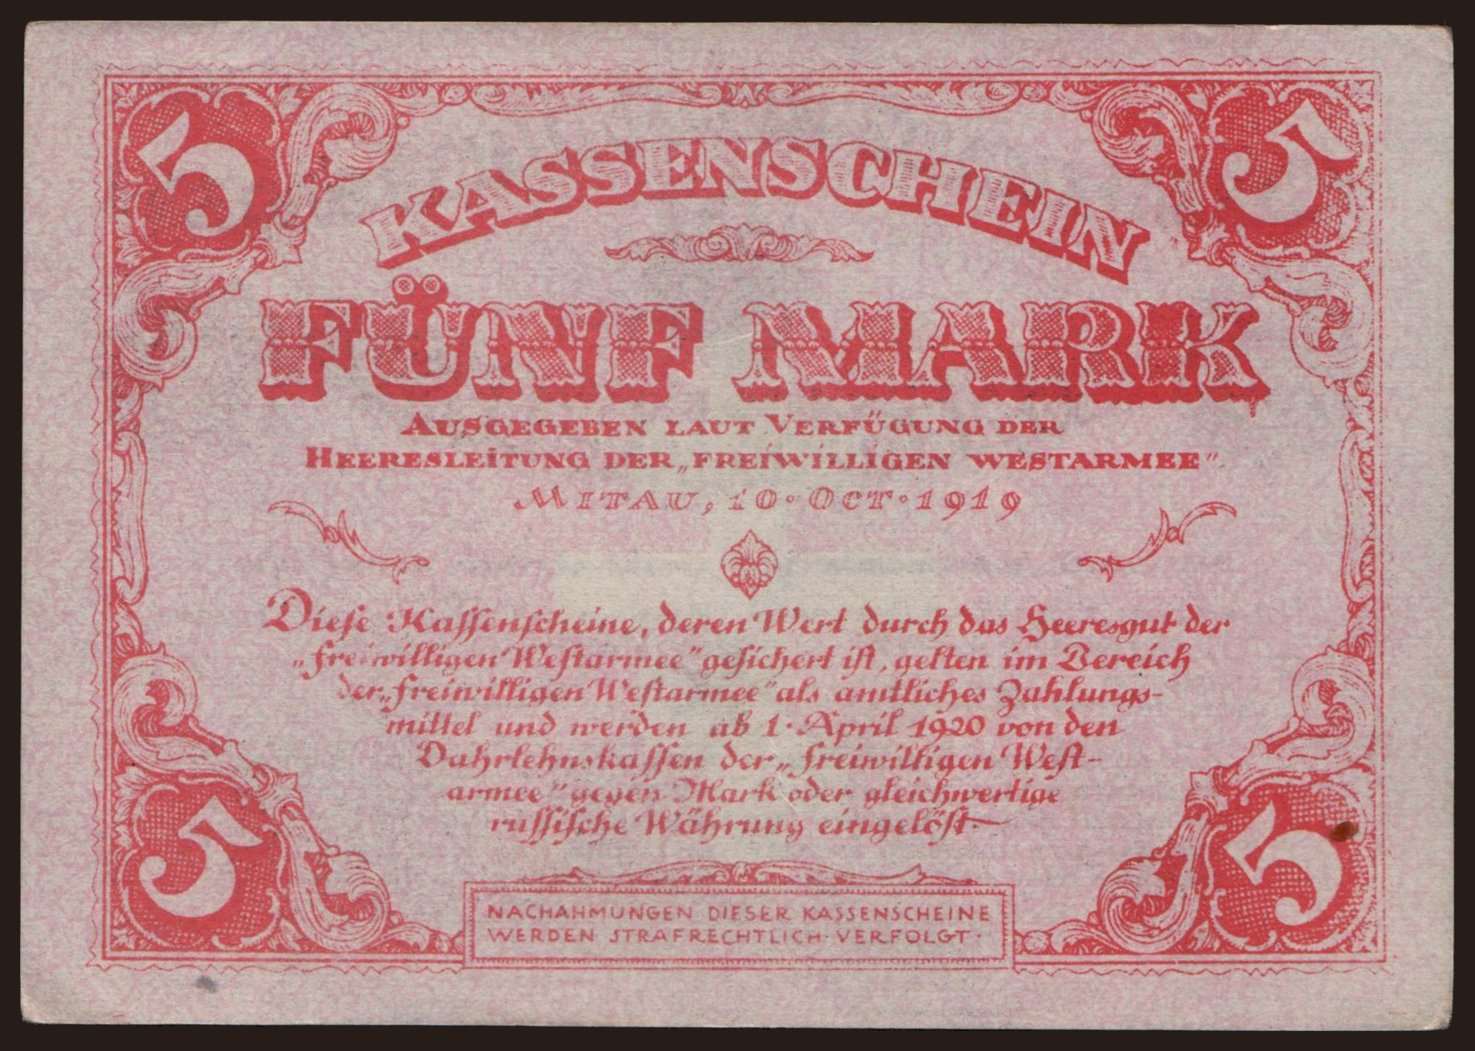 5 5
KASSENSCHEIN
FÜNF MARK
AUSGEGEBEN LAUT VERFÜGUNG DER
HEERESLEITUNG DER „FREIWILLIGEN WESTARMEE“
MITAU, 10. OCT. 1919
Diese Kassenscheine, deren Wert durch das Heeresgut der
„Freiwilligen Westarmee“ gesichert ist, gelten im Bereich
der „Freiwilligen Westarmee“ als amtliches Zahlungs-
mittel und werden ab 1. April 1920 von den
Dahrlehnskassen der „Freiwilligen West-
armee“ gegen Mark oder gleichwertige
russische Währung eingelöst
5 5
NACHAHMUNGEN DIESER KASSENSCHEINE
WERDEN STRAFRECHTLICH VERFOLGT.